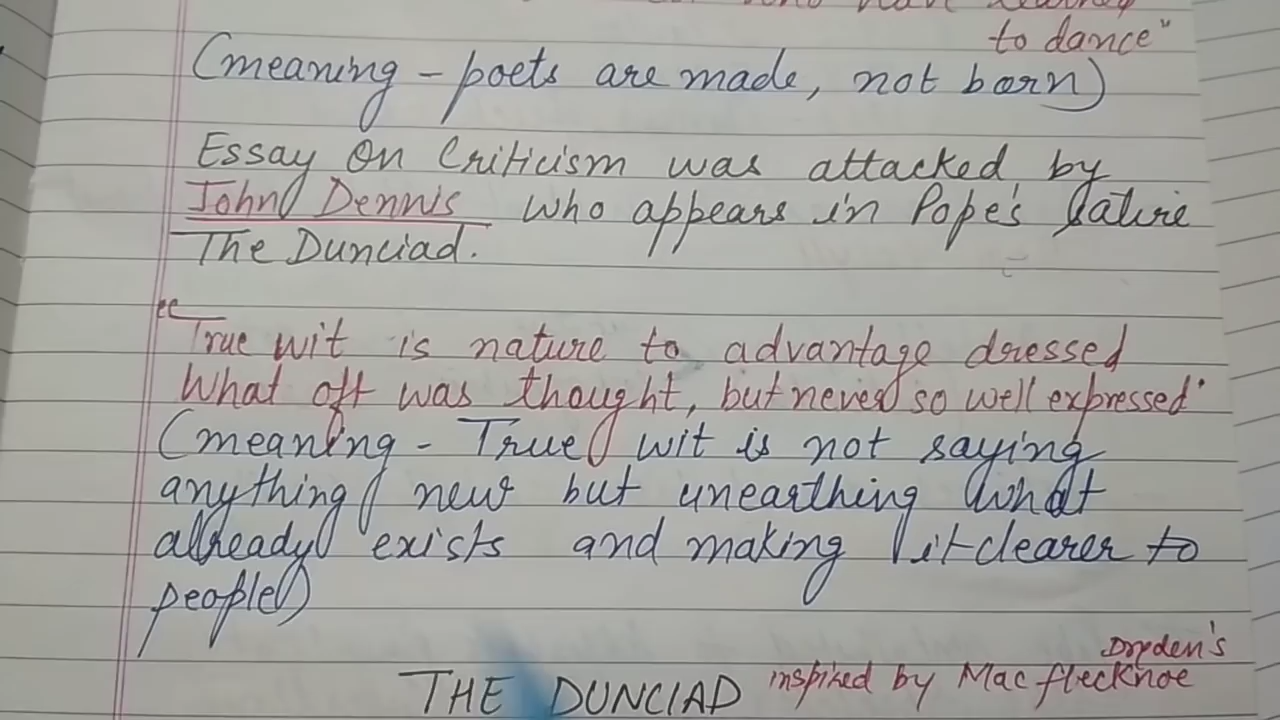 who have learned
to dance"
(meaning - poets are made, not born)
Essay On Criticism was attacked by
John Dennis who appears in Pope's Satire
The Dunciad.
"True wit is nature to advantage dressed
What oft was thought, but never so well expressed"
(meaning - True wit is not saying
anything new but unearthing what
already exists and making it clearer to
people)
Dryden's
THE DUNCIAD inspired by Mac flecknoe